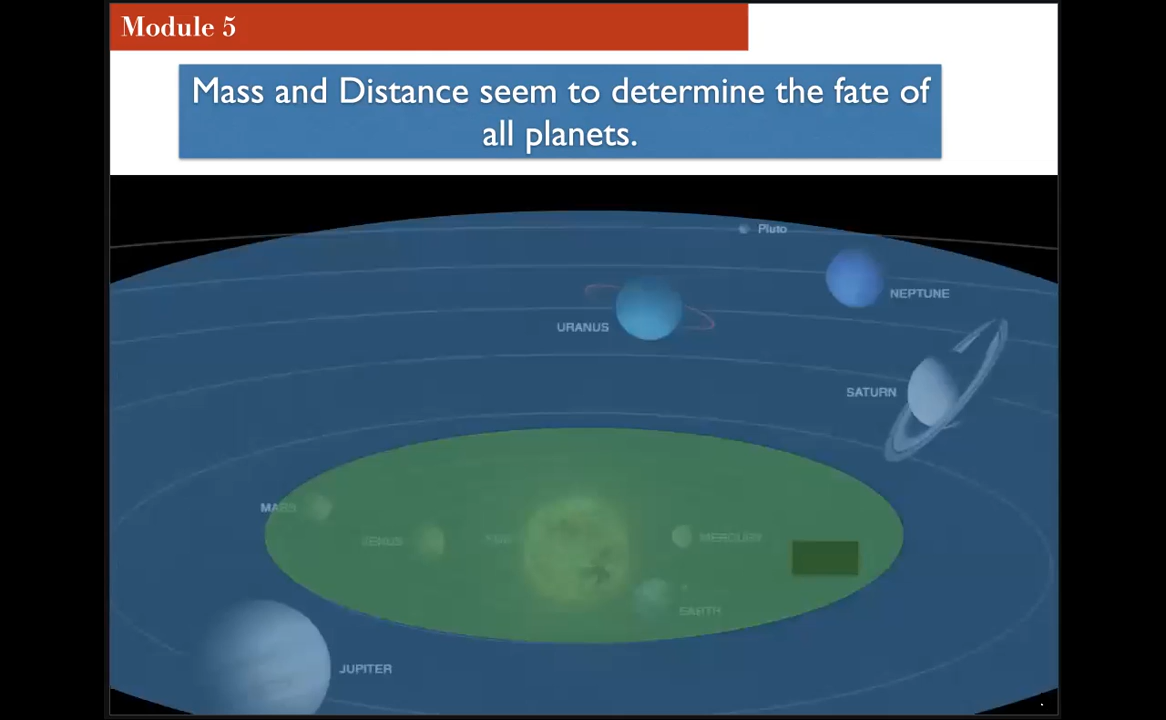 Module 5
Mass and Distance seem to determine the fate of
all planets.
Pluto
NEPTUNE
URANUS
SATURN
MARS
VENUS
MERCURY
EARTH
JUPITER